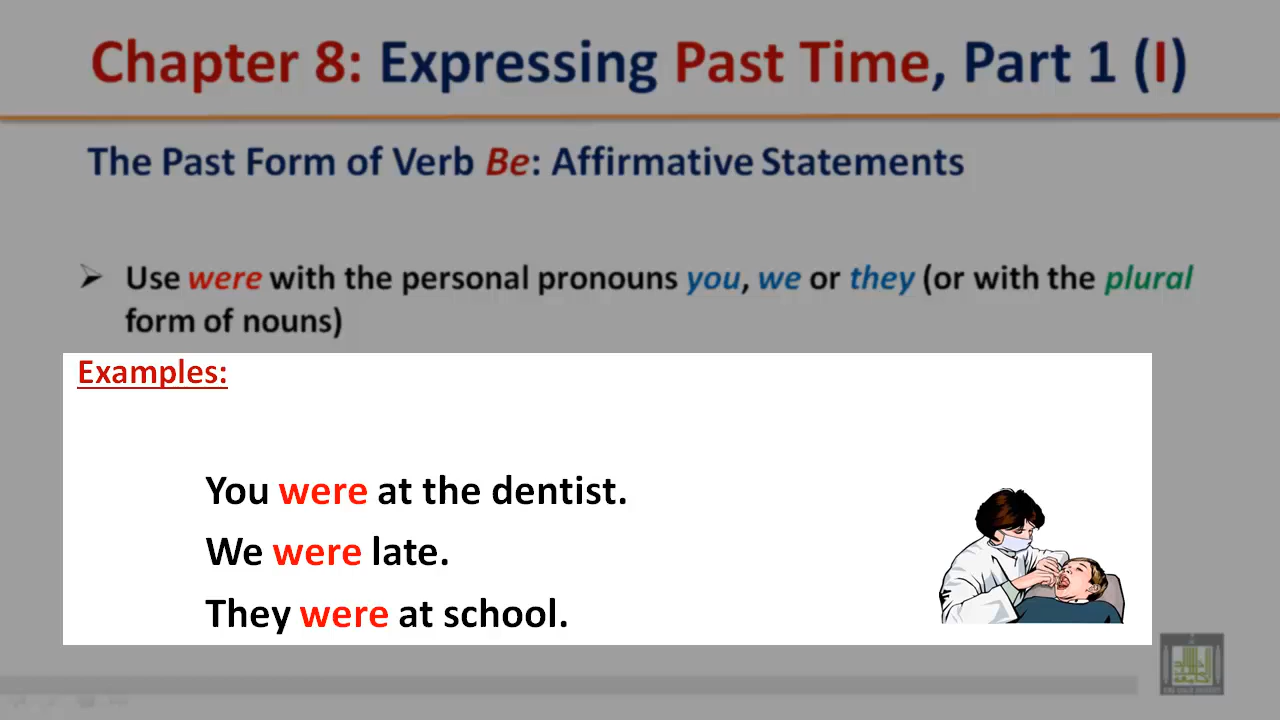 Chapter 8: Expressing Past Time, Part 1 (I)
The Past Form of Verb Be: Affirmative Statements
➢ Use were with the personal pronouns you, we or they (or with the plural
form of nouns)
Examples:
You were at the dentist.
We were late.
They were at school.